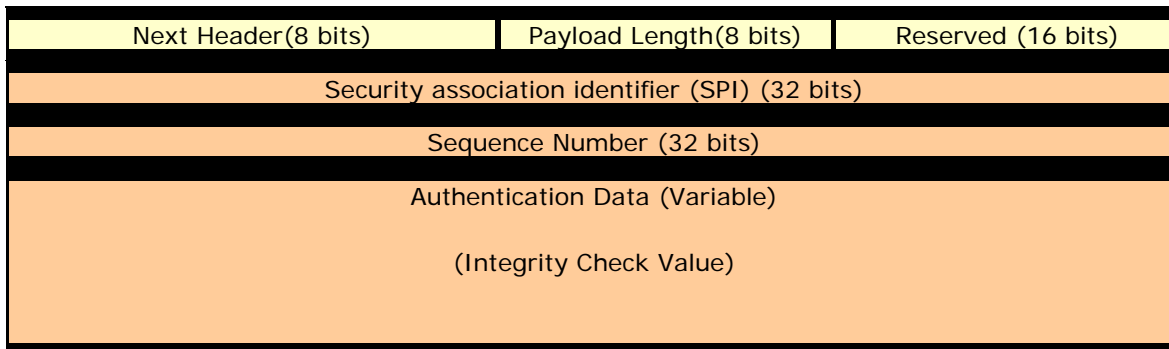 Next Header(8 bits) Payload Length(8 bits) Reserved (16 bits)
Security association identifier (SPI) (32 bits)
Sequence Number (32 bits)
Authentication Data (Variable)
(Integrity Check Value)